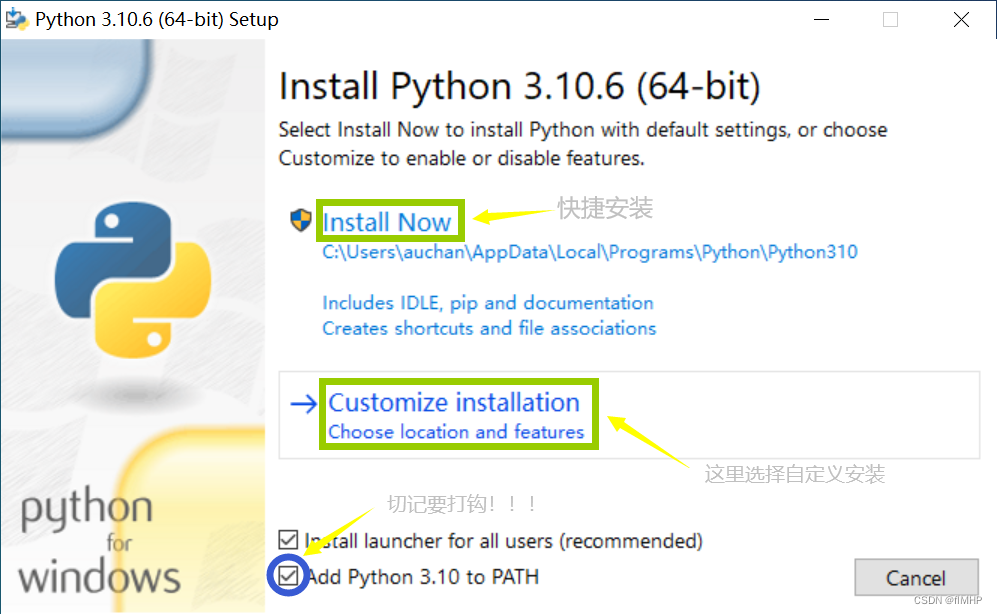 Python 3.10.6 (64-bit) Setup
Install Python 3.10.6 (64-bit)
Select Install Now to install Python with default settings, or choose
Customize to enable or disable features.
Install Now
快捷安装
C:\Users\auchan\AppData\Local\Programs\Python\Python310
Includes IDLE, pip and documentation
Creates shortcuts and file associations
Customize installation
Choose location and features
这里选择自定义安装
切记要打钩！！！
Install launcher for all users (recommended)
Add Python 3.10 to PATH
python
for
windows
Cancel
CSDN @flMHP